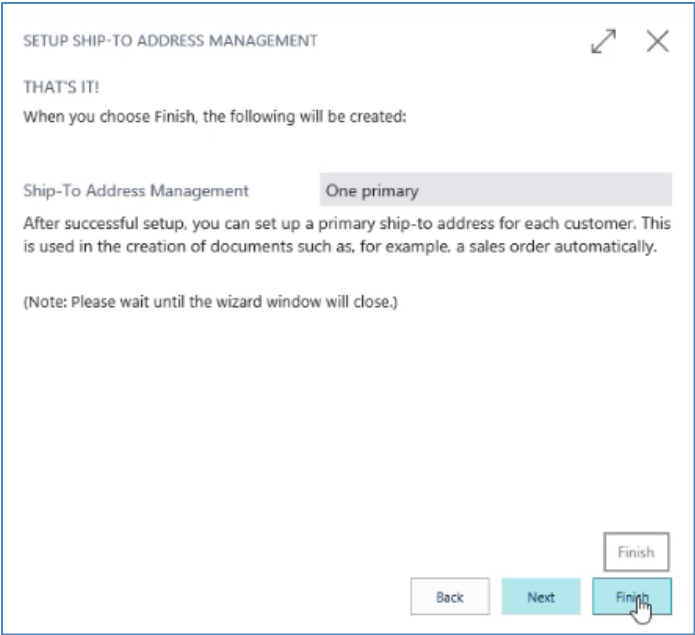 SETUP SHIP-TO ADDRESS MANAGEMENT
THAT'S IT!
When you choose Finish, the following will be created:
Ship-To Address Management One primary
After successful setup, you can set up a primary ship-to address for each customer. This
is used in the creation of documents such as, for example, a sales order automatically.
(Note: Please wait until the wizard window will close.)
Finish
Back Next Finish